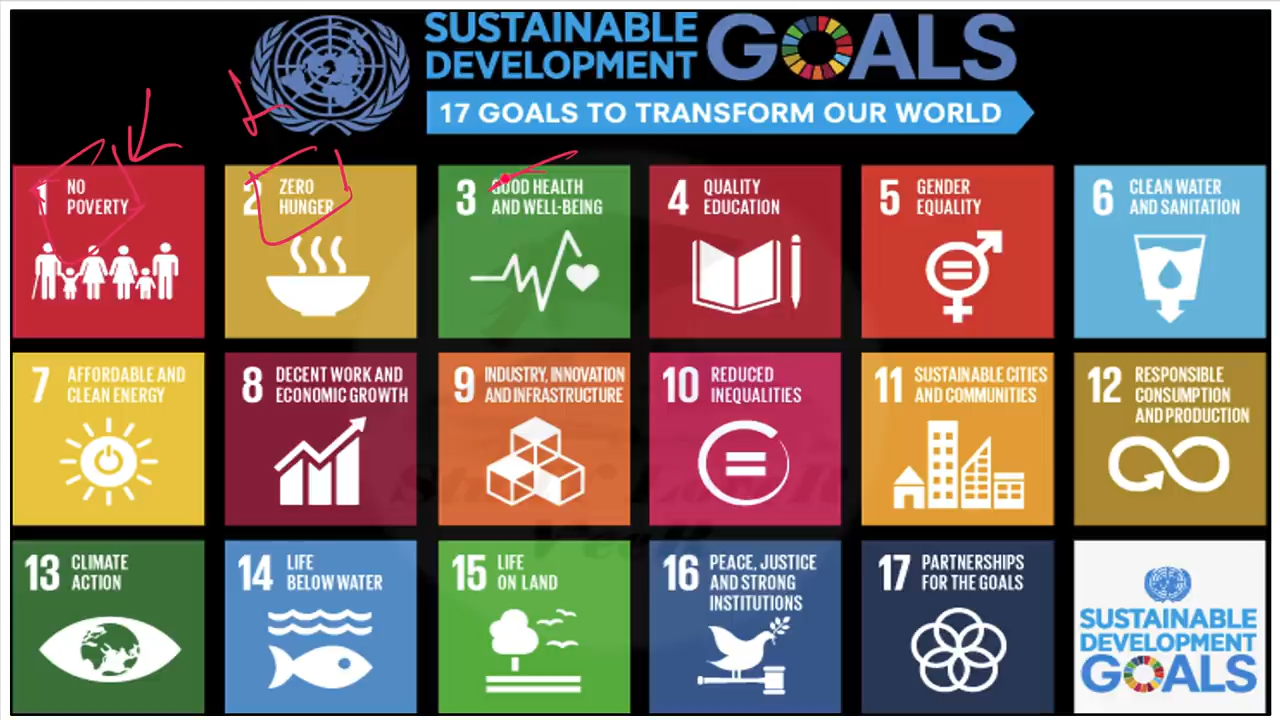 SUSTAINABLE
DEVELOPMENT
GOALS
17 GOALS TO TRANSFORM OUR WORLD
1 NO
POVERTY
2 ZERO
HUNGER
3 GOOD HEALTH
AND WELL-BEING
4 QUALITY
EDUCATION
5 GENDER
EQUALITY
6 CLEAN WATER
AND SANITATION
7 AFFORDABLE AND
CLEAN ENERGY
8 DECENT WORK AND
ECONOMIC GROWTH
9 INDUSTRY, INNOVATION
AND INFRASTRUCTURE
10 REDUCED
INEQUALITIES
11 SUSTAINABLE CITIES
AND COMMUNITIES
12 RESPONSIBLE
CONSUMPTION
AND PRODUCTION
13 CLIMATE
ACTION
14 LIFE
BELOW WATER
15 LIFE
ON LAND
16 PEACE, JUSTICE
AND STRONG
INSTITUTIONS
17 PARTNERSHIPS
FOR THE GOALS
SUSTAINABLE
DEVELOPMENT
GOALS